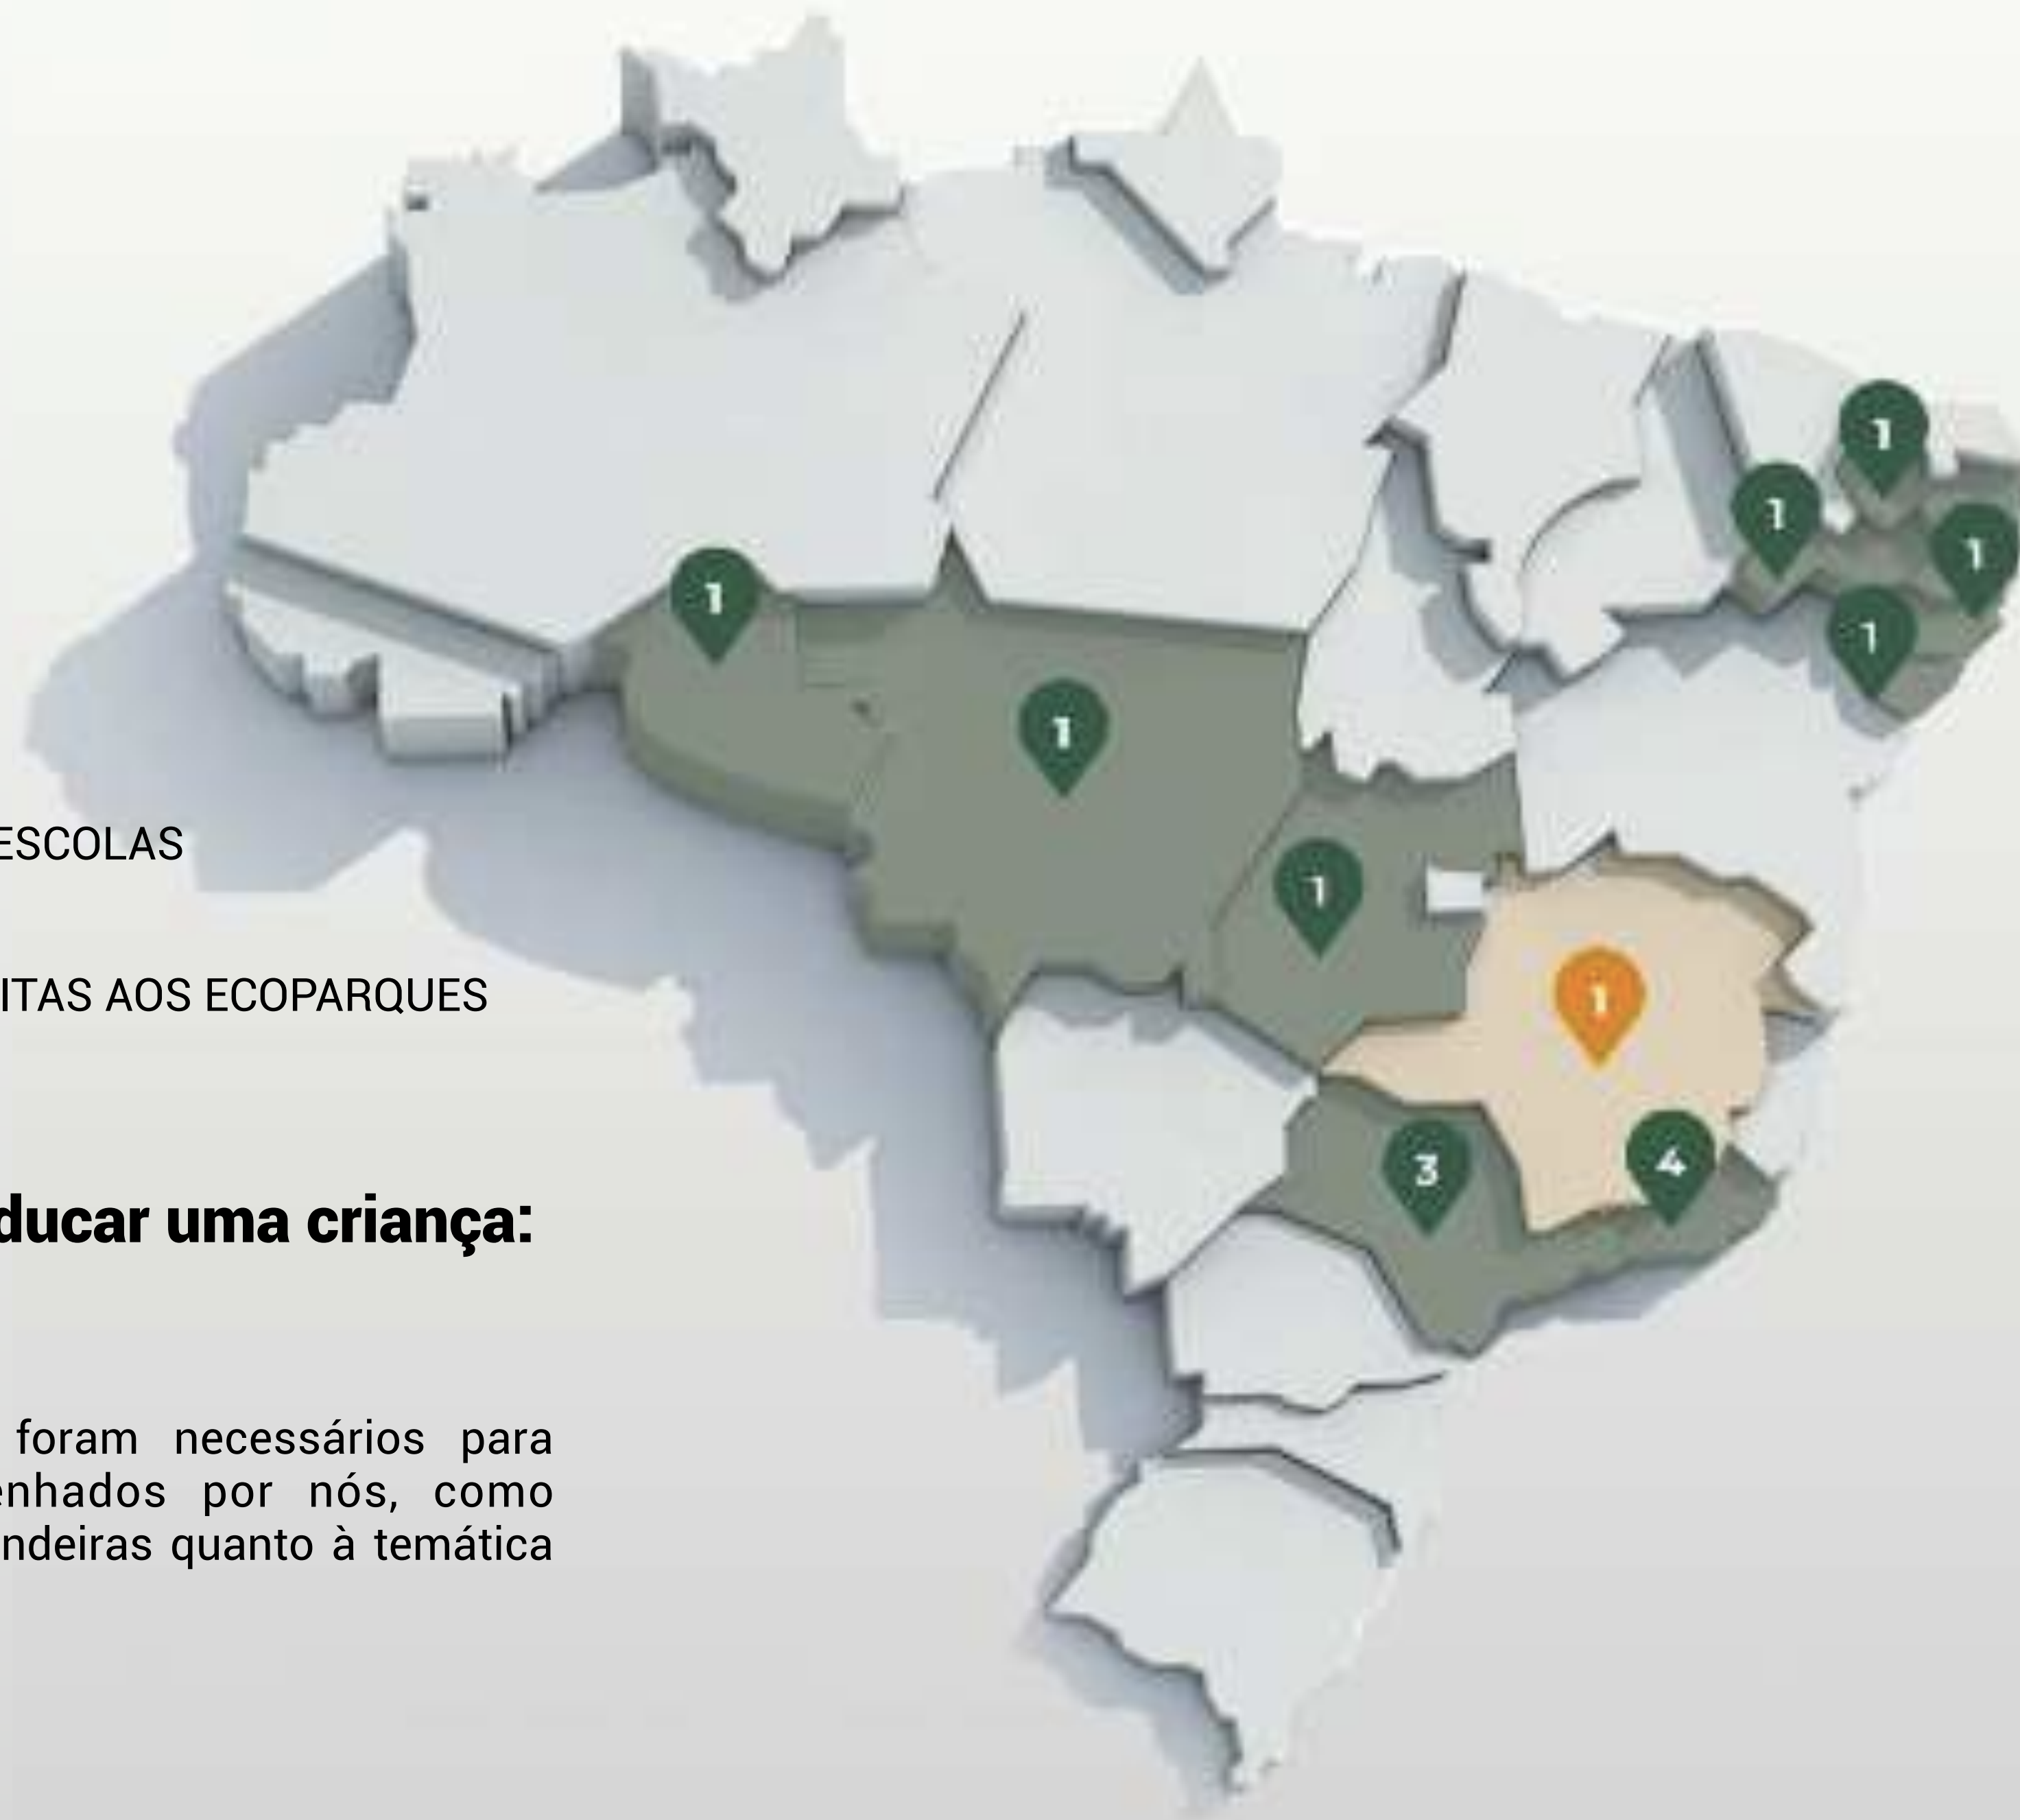 1
1
1
1
1
1
1
ESCOLAS
1
ITAS AOS ECOPARQUES
3
4
ducar uma criança:
foram necessários para
enhados por nós, como
ndeiras quanto à temática